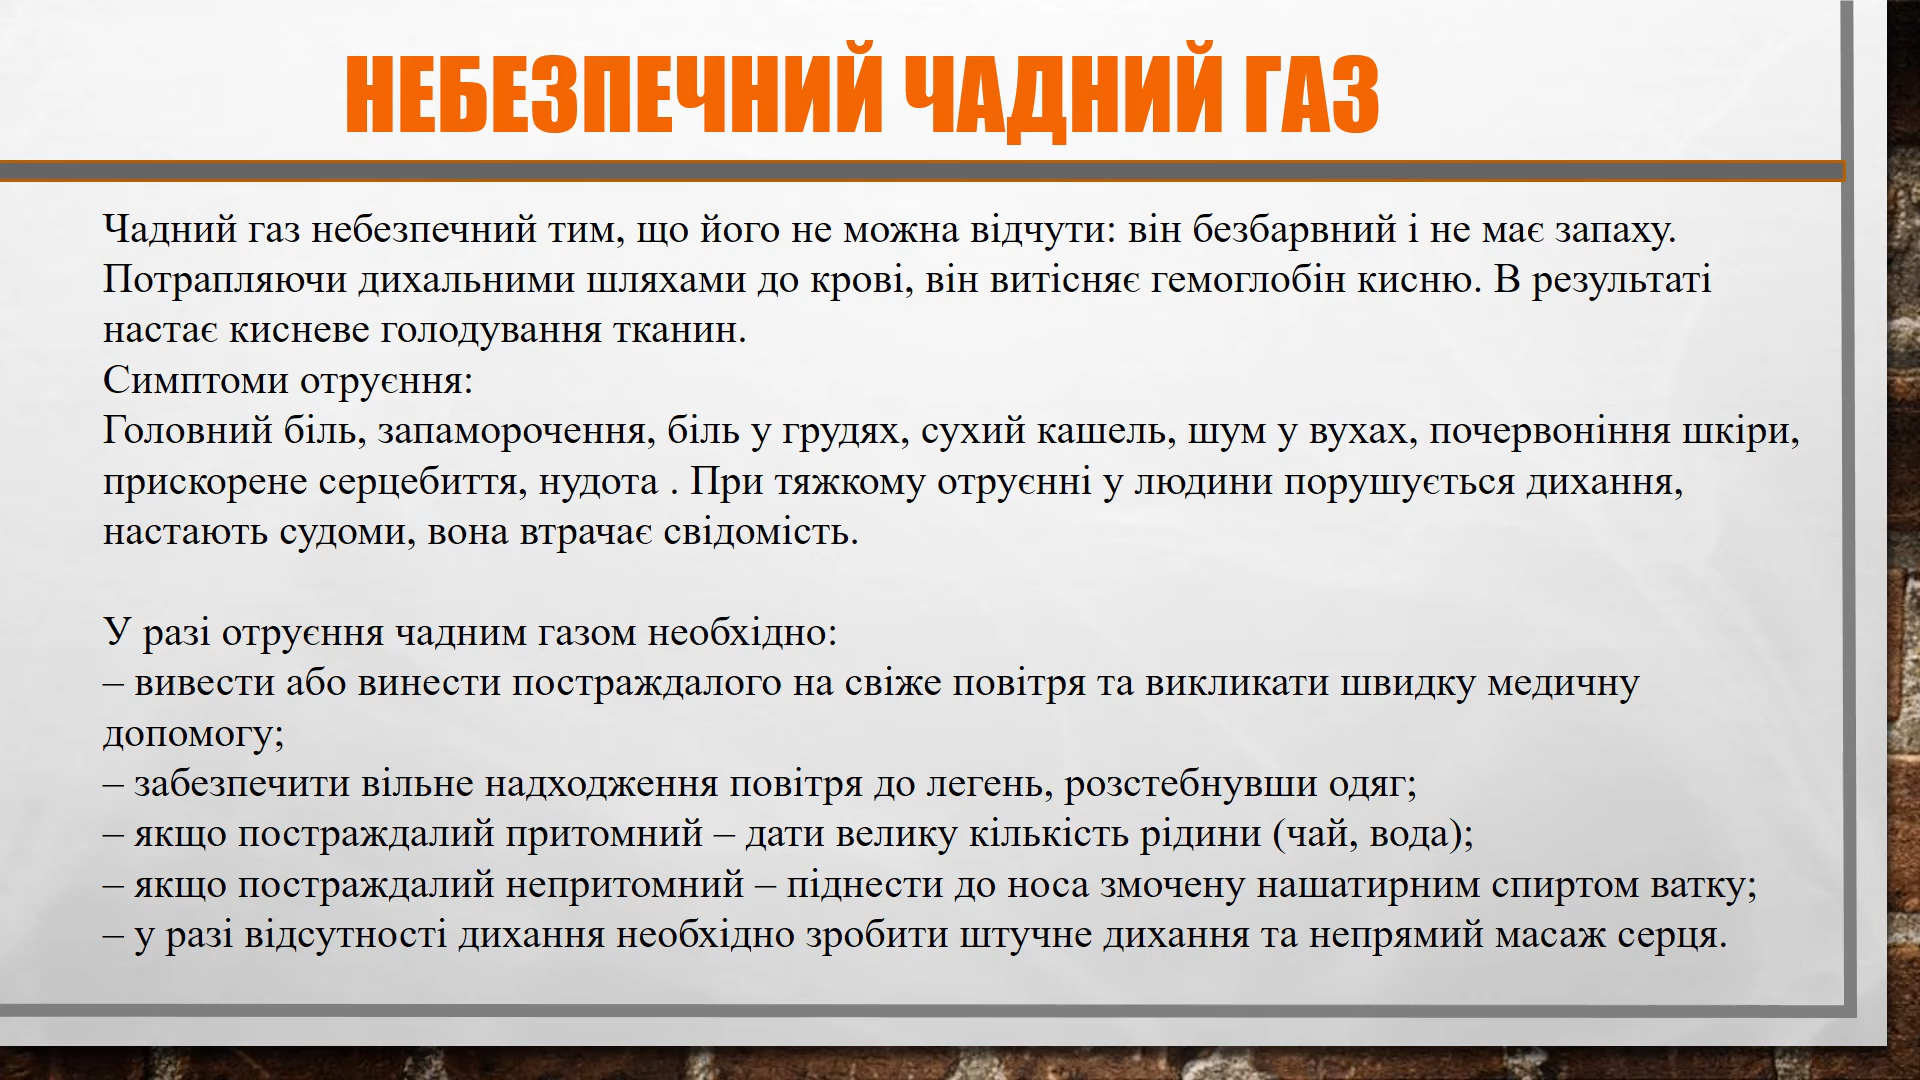 НЕБЕЗПЕЧНИЙ ЧАДНИЙ ГАЗ
Чадний газ небезпечний тим, що його не можна відчути: він безбарвний і не має запаху.
Потрапляючи дихальними шляхами до крові, він витісняє гемоглобін кисню. В результаті
настає кисневе голодування тканин.
Симптоми отруєння:
Головний біль, запаморочення, біль у грудях, сухий кашель, шум у вухах, почервоніння шкіри,
прискорене серцебиття, нудота . При тяжкому отруєнні у людини порушується дихання,
настають судоми, вона втрачає свідомість.
У разі отруєння чадним газом необхідно:
– вивести або винести постраждалого на свіже повітря та викликати швидку медичну
допомогу;
– забезпечити вільне надходження повітря до легень, розстебнувши одяг;
– якщо постраждалий притомний – дати велику кількість рідини (чай, вода);
– якщо постраждалий непритомний – піднести до носа змочену нашатирним спиртом ватку;
– у разі відсутності дихання необхідно зробити штучне дихання та непрямий масаж серця.